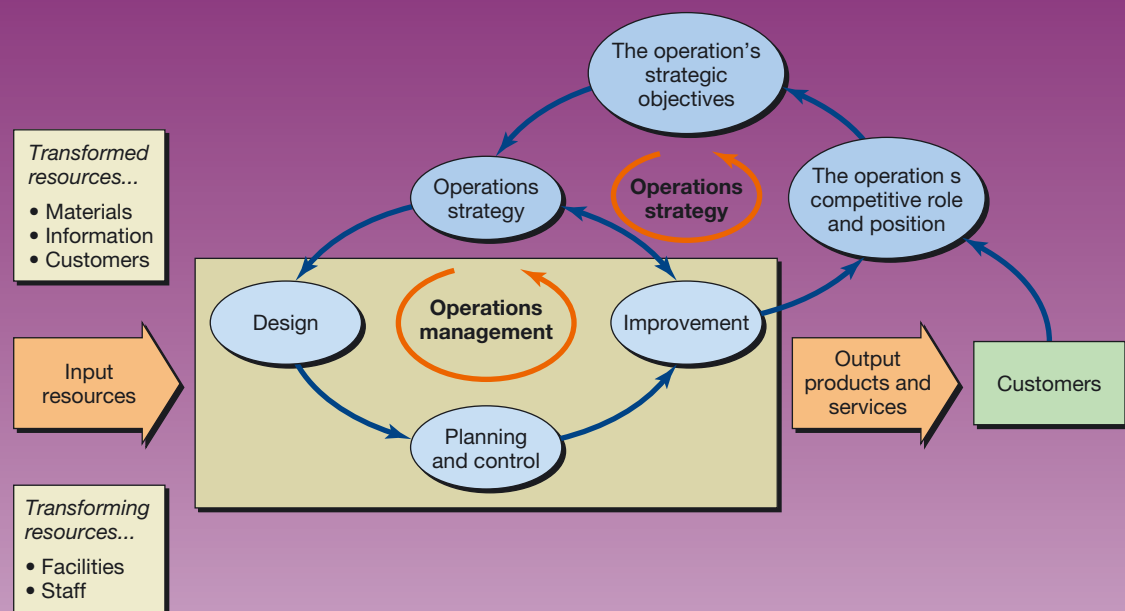 The operation's
strategic
objectives
Transformed
resources...
• Materials
• Information
• Customers
Operations
strategy
Operations
strategy
The operation s
competitive role
and position
Design
Operations
management
Improvement
Input
resources
Output
products and
services
Customers
Planning
and control
Transforming
resources...
• Facilities
• Staff